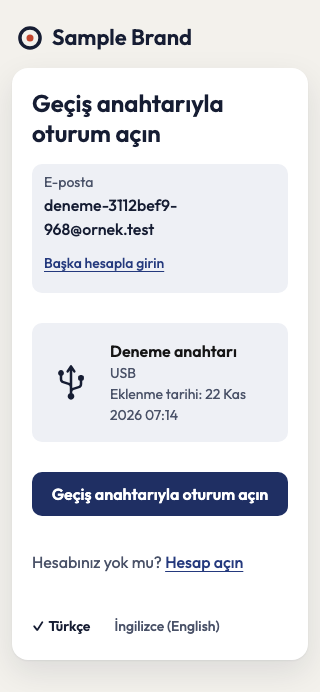 Sample Brand
Geçiş anahtarıyla
oturum açın
E-posta
deneme-3112bef9-
968@ornek.test
Başka hesapla girin
Deneme anahtarı
USB
Eklenme tarihi: 22 Kas
2026 07:14
Geçiş anahtarıyla oturum açın
Hesabınız yok mu? Hesap açın
Türkçe İngilizce (English)